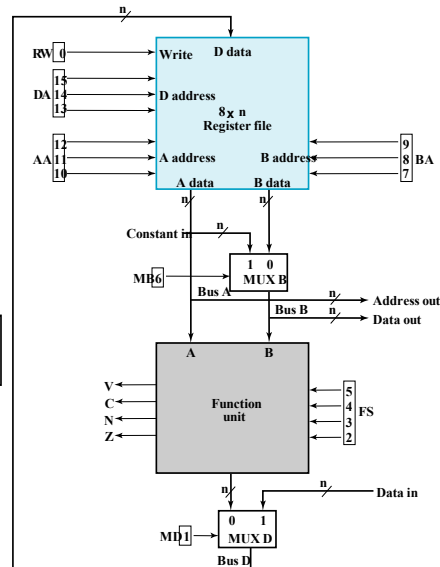 n
n
RW 0
Write
D data
15
DA 14
13
D address
8 x n
Register file
12
AA 11
10
A address
B address
9
8 BA
7
A data
B data
n
n
n
Constant in
1 0
MUX B
MB 6
Bus A
n
Address out
Bus B
n
Data out
A
B
V
C
N
Z
Function
unit
5
4
3
2
FS
n
n
Data in
0 1
MUX D
MD 1
Bus D